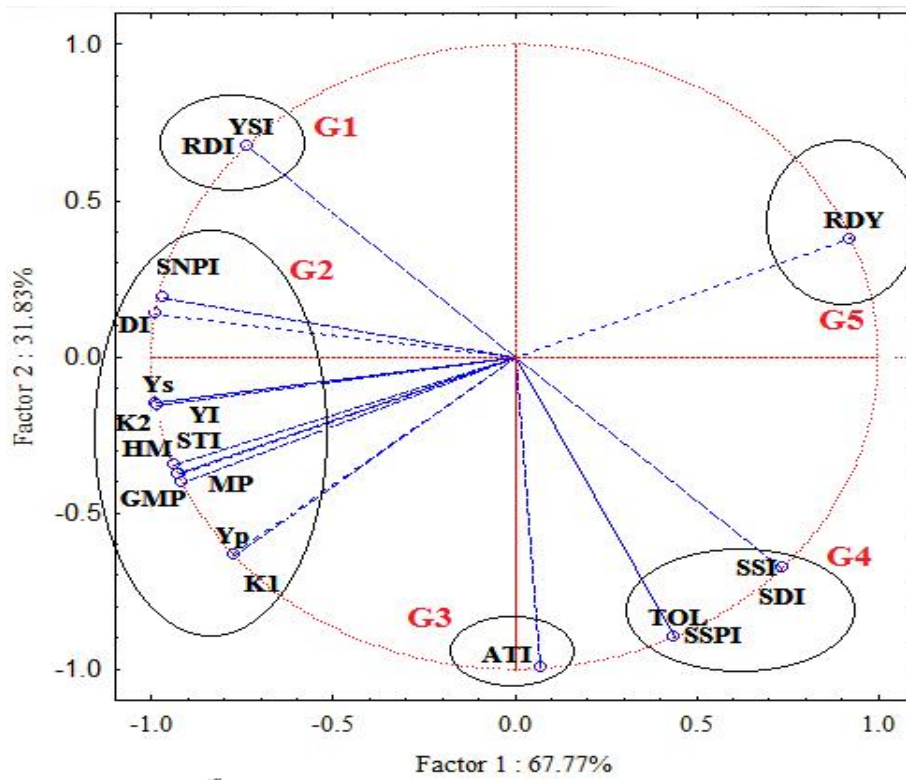 1.0
YSI
G1
RDI
0.5
RDY
SNPI
G2
DI
G5
0.0
Factor 2 : 31.83%
Ys
K2
YI
HM
STI
GMP
MP
-0.5
Yp
K1
G4
SSI
SDI
TOL
SSPI
G3
ATI
-1.0
-1.0 -0.5 0.0 0.5 1.0
Factor 1 : 67.77%